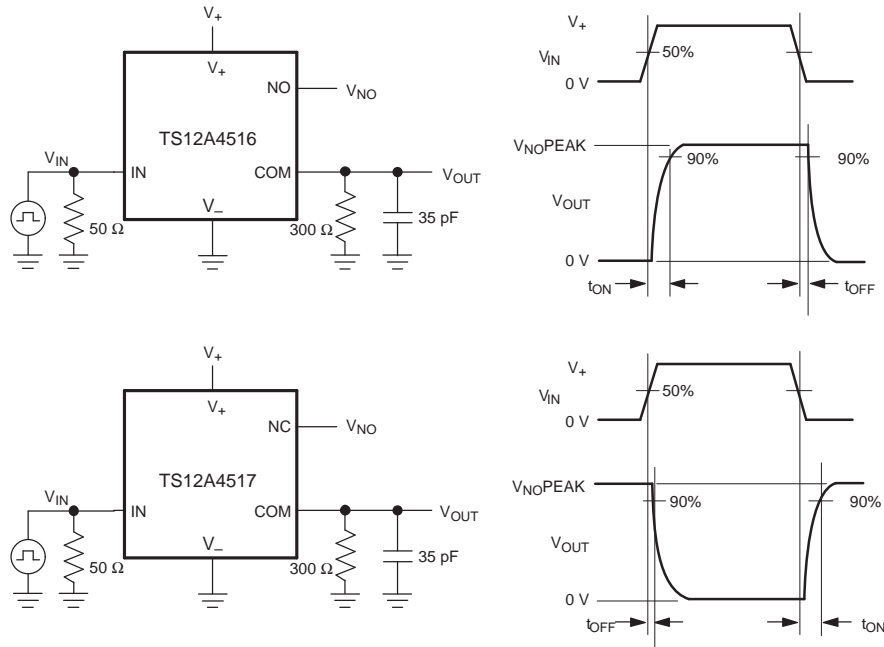 V+
V+
NO
VNO
TS12A4516
VIN
IN
COM
VOUT
V–
50 Ω
300 Ω
35 pF
V+
VIN
50%
0 V
VNOPEAK
90%
90%
VOUT
0 V
tON
tOFF
V+
V+
NC
VNO
TS12A4517
VIN
IN
COM
VOUT
V–
50 Ω
300 Ω
35 pF
V+
VIN
50%
0 V
VNOPEAK
90%
90%
VOUT
0 V
tOFF
tON